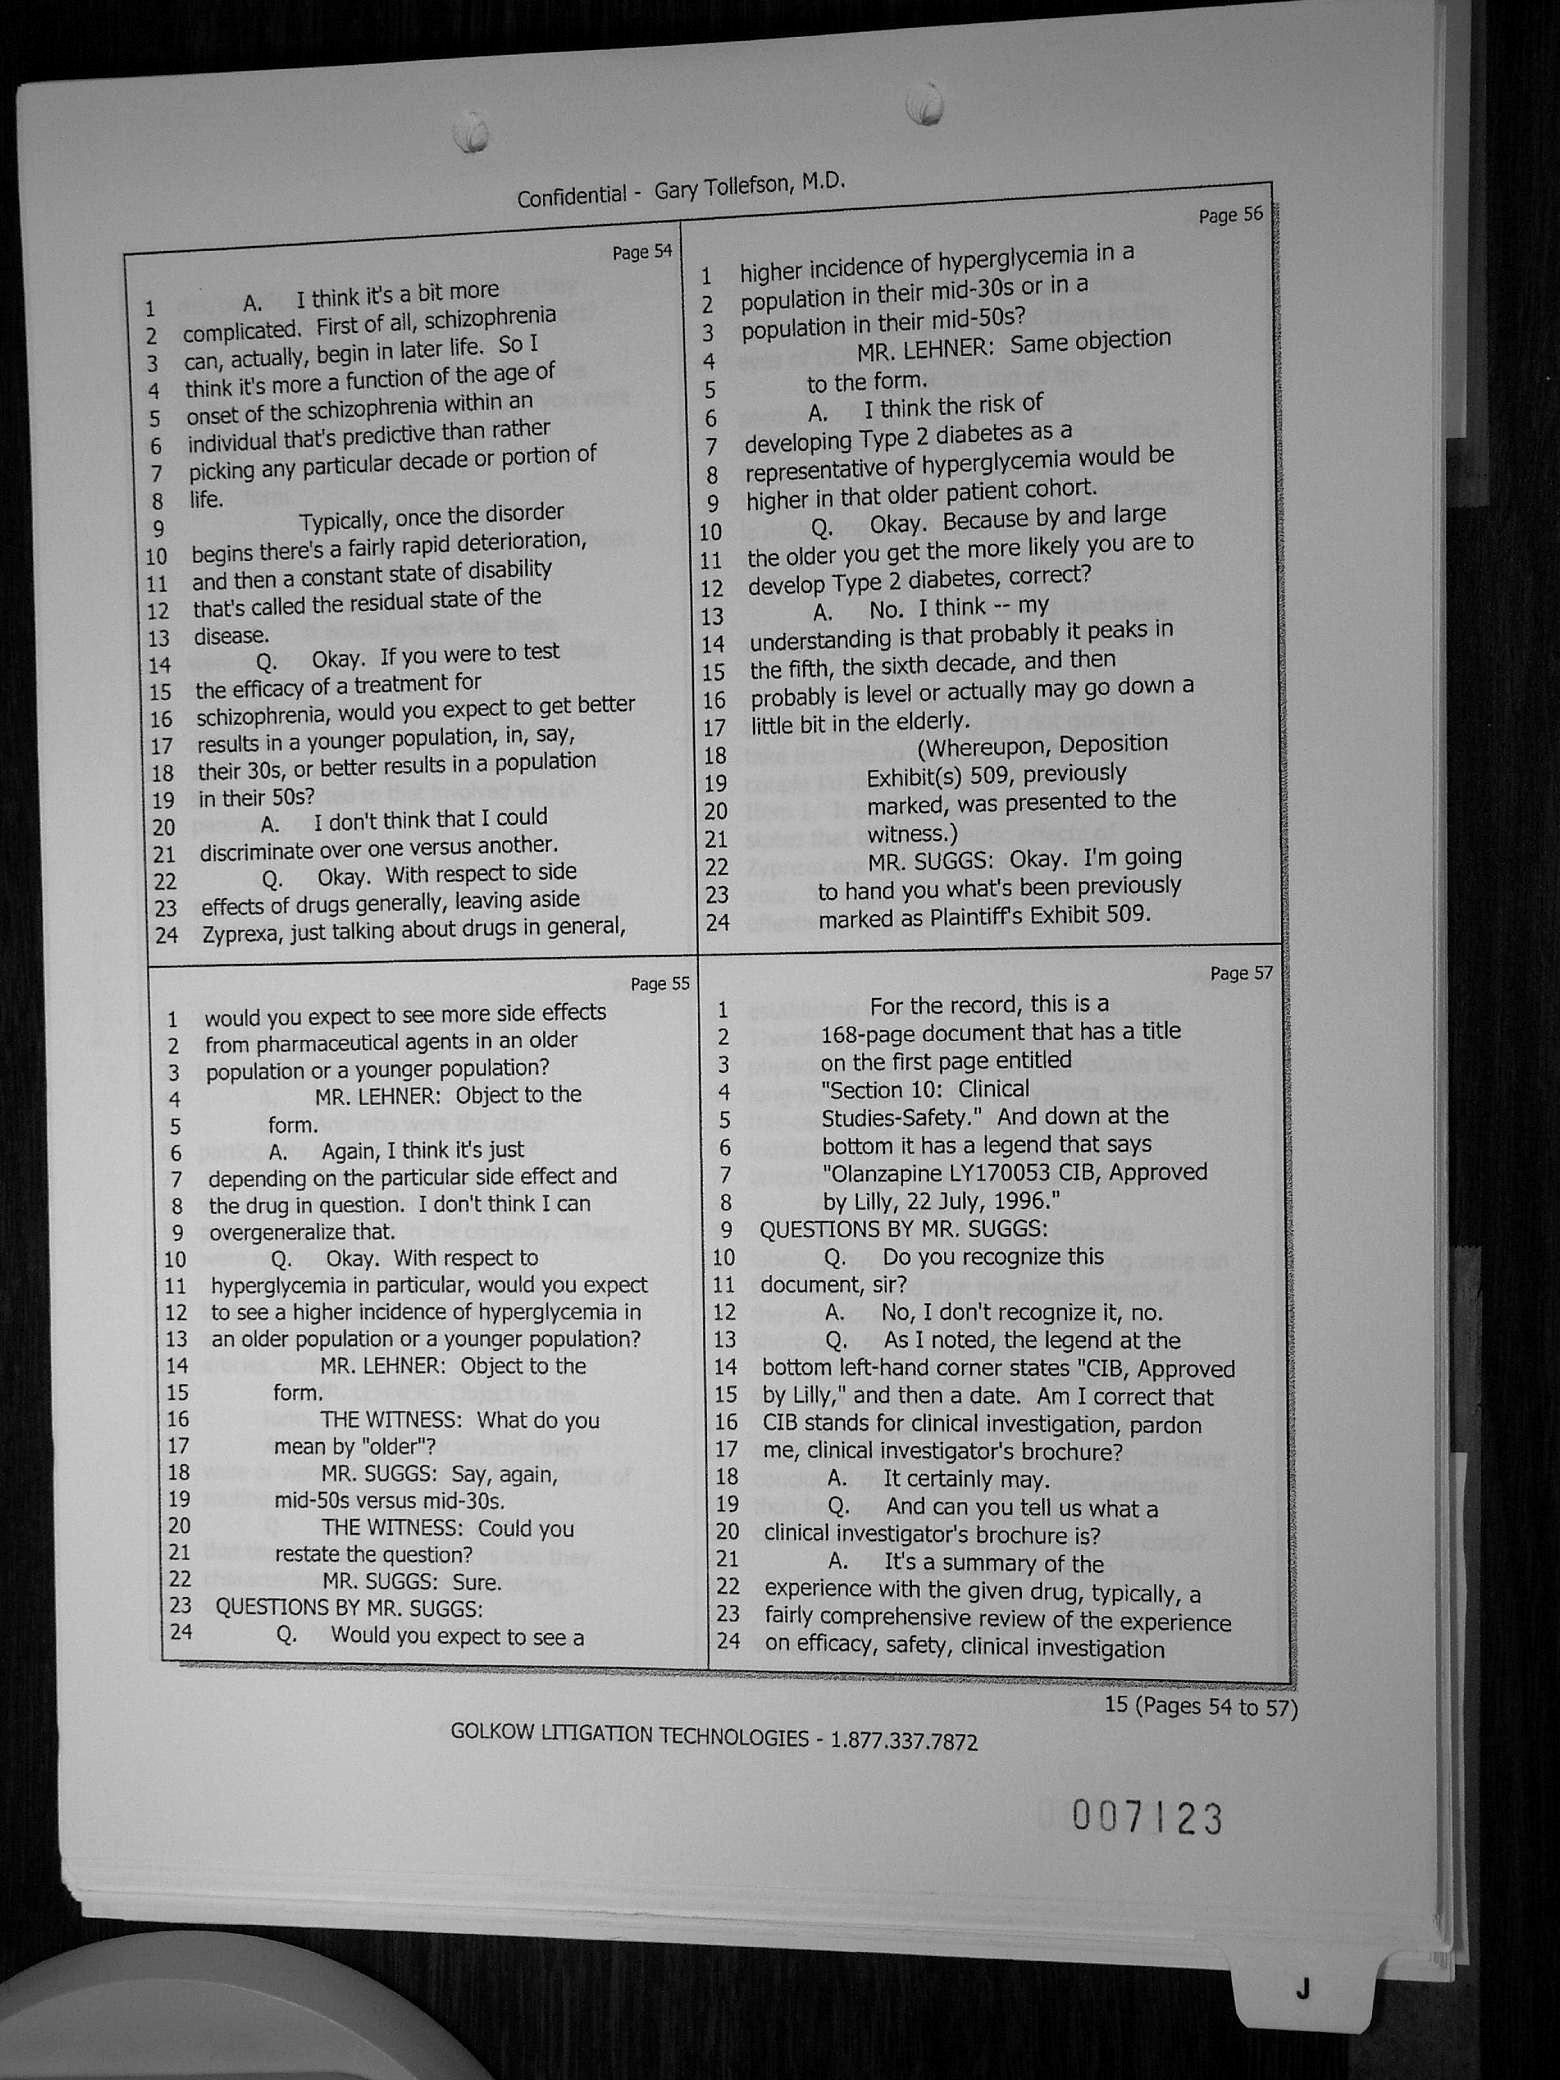 Confidential - Gary Tollefson, M.D.
Page 54
1 A. I think it's a bit more
2 complicated. First of all, schizophrenia
3 can, actually, begin in later life. So I
4 think it's more a function of the age of
5 onset of the schizophrenia within an
6 individual that's predictive than rather
7 picking any particular decade or portion of
8 life.
9 Typically, once the disorder
10 begins there's a fairly rapid deterioration,
11 and then a constant state of disability
12 that's called the residual state of the
13 disease.
14 Q. Okay. If you were to test
15 the efficacy of a treatment for
16 schizophrenia, would you expect to get better
17 results in a younger population, in, say,
18 their 30s, or better results in a population
19 in their 50s?
20 A. I don't think that I could
21 discriminate over one versus another.
22 Q. Okay. With respect to side
23 effects of drugs generally, leaving aside
24 Zyprexa, just talking about drugs in general,
Page 55
1 would you expect to see more side effects
2 from pharmaceutical agents in an older
3 population or a younger population?
4 MR. LEHNER: Object to the
5 form.
6 A. Again, I think it's just
7 depending on the particular side effect and
8 the drug in question. I don't think I can
9 overgeneralize that.
10 Q. Okay. With respect to
11 hyperglycemia in particular, would you expect
12 to see a higher incidence of hyperglycemia in
13 an older population or a younger population?
14 MR. LEHNER: Object to the
15 form.
16 THE WITNESS: What do you
17 mean by "older"?
18 MR. SUGGS: Say, again,
19 mid-50s versus mid-30s.
20 THE WITNESS: Could you
21 restate the question?
22 MR. SUGGS: Sure.
23 QUESTIONS BY MR. SUGGS:
24 Q. Would you expect to see a
Page 56
1 higher incidence of hyperglycemia in a
2 population in their mid-30s or in a
3 population in their mid-50s?
4 MR. LEHNER: Same objection
5 to the form.
6 A. I think the risk of
7 developing Type 2 diabetes as a
8 representative of hyperglycemia would be
9 higher in that older patient cohort.
10 Q. Okay. Because by and large
11 the older you get the more likely you are to
12 develop Type 2 diabetes, correct?
13 A. No. I think -- my
14 understanding is that probably it peaks in
15 the fifth, the sixth decade, and then
16 probably is level or actually may go down a
17 little bit in the elderly.
18 (Whereupon, Deposition
19 Exhibit(s) 509, previously
20 marked, was presented to the
21 witness.)
22 MR. SUGGS: Okay. I'm going
23 to hand you what's been previously
24 marked as Plaintiff's Exhibit 509.
Page 57
1 For the record, this is a
2 168-page document that has a title
3 on the first page entitled
4 "Section 10: Clinical
5 Studies-Safety." And down at the
6 bottom it has a legend that says
7 "Olanzapine LY170053 CIB, Approved
8 by Lilly, 22 July, 1996."
9 QUESTIONS BY MR. SUGGS:
10 Q. Do you recognize this
11 document, sir?
12 A. No, I don't recognize it, no.
13 Q. As I noted, the legend at the
14 bottom left-hand corner states "CIB, Approved
15 by Lilly," and then a date. Am I correct that
16 CIB stands for clinical investigation, pardon
17 me, clinical investigator's brochure?
18 A. It certainly may.
19 Q. And can you tell us what a
20 clinical investigator's brochure is?
21 A. It's a summary of the
22 experience with the given drug, typically, a
23 fairly comprehensive review of the experience
24 on efficacy, safety, clinical investigation
15 (Pages 54 to 57)
GOLKOW LITIGATION TECHNOLOGIES - 1.877.337.7872
007123
J